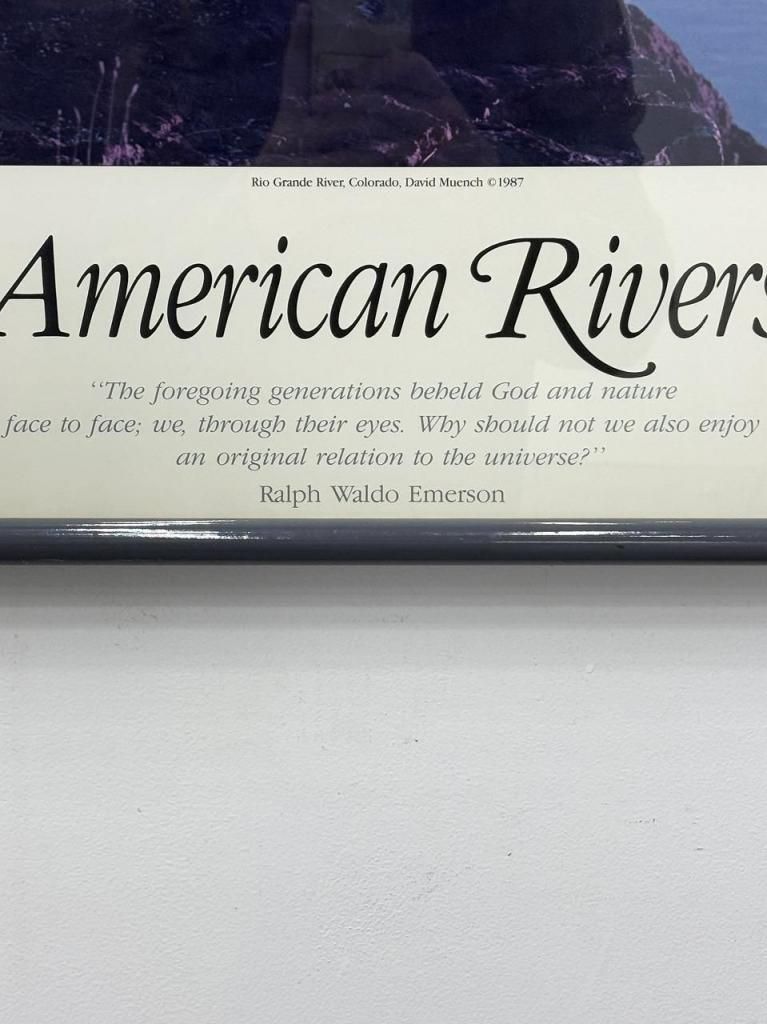 Rio Grande River, Colorado, David Muench ©1987
American Rivers
‘‘The foregoing generations beheld God and nature
face to face; we, through their eyes. Why should not we also enjoy
an original relation to the universe?’’
Ralph Waldo Emerson